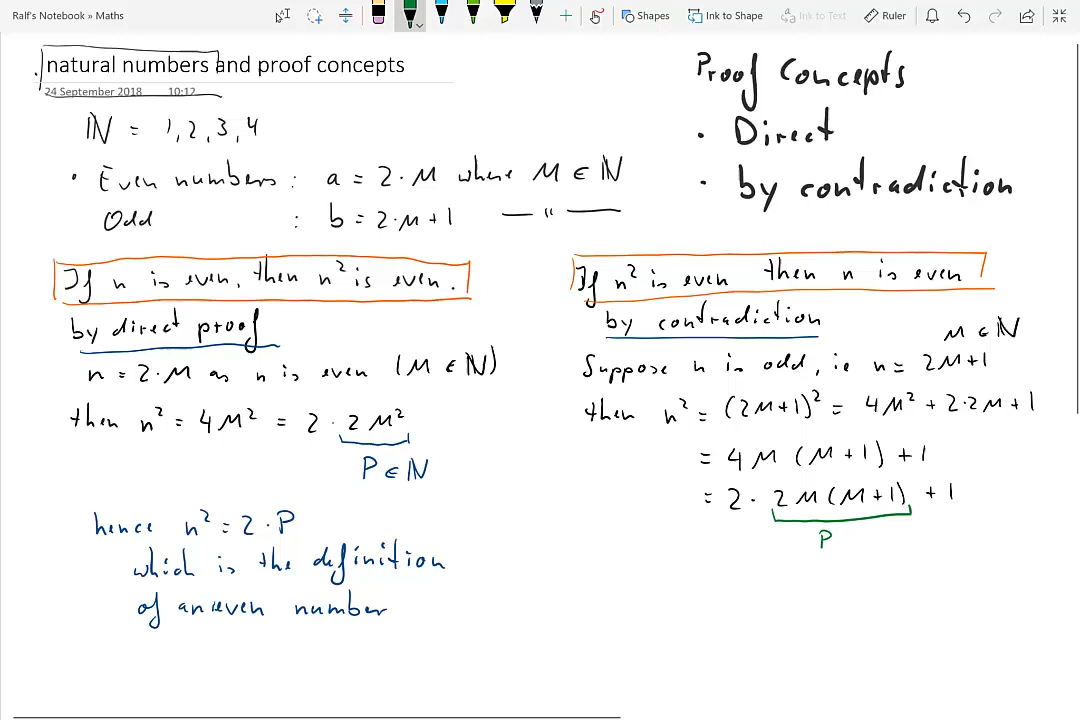 Ralf's Notebook » Maths
Shapes
Ink to Shape
Ink to Text
Ruler
natural numbers and proof concepts
24 September 2018 10:12
ℕ = 1, 2, 3, 4
• Even numbers : a = 2·M where M ∈ ℕ
Odd : b = 2·M + 1 — " —
If n is even, then n² is even.
by direct proof
n = 2·M as n is even (M ∈ ℕ)
then n² = 4M² = 2 · 2M²
P ∈ ℕ
hence n² = 2·P
which is the definition
of an even number
Proof Concepts
• Direct
• by contradiction
If n² is even then n is even
by contradiction
M ∈ ℕ
Suppose n is odd, ie n = 2M+1
then n² = (2M+1)² = 4M² + 2·2M + 1
= 4M (M+1) + 1
= 2 · 2M (M+1) + 1
P